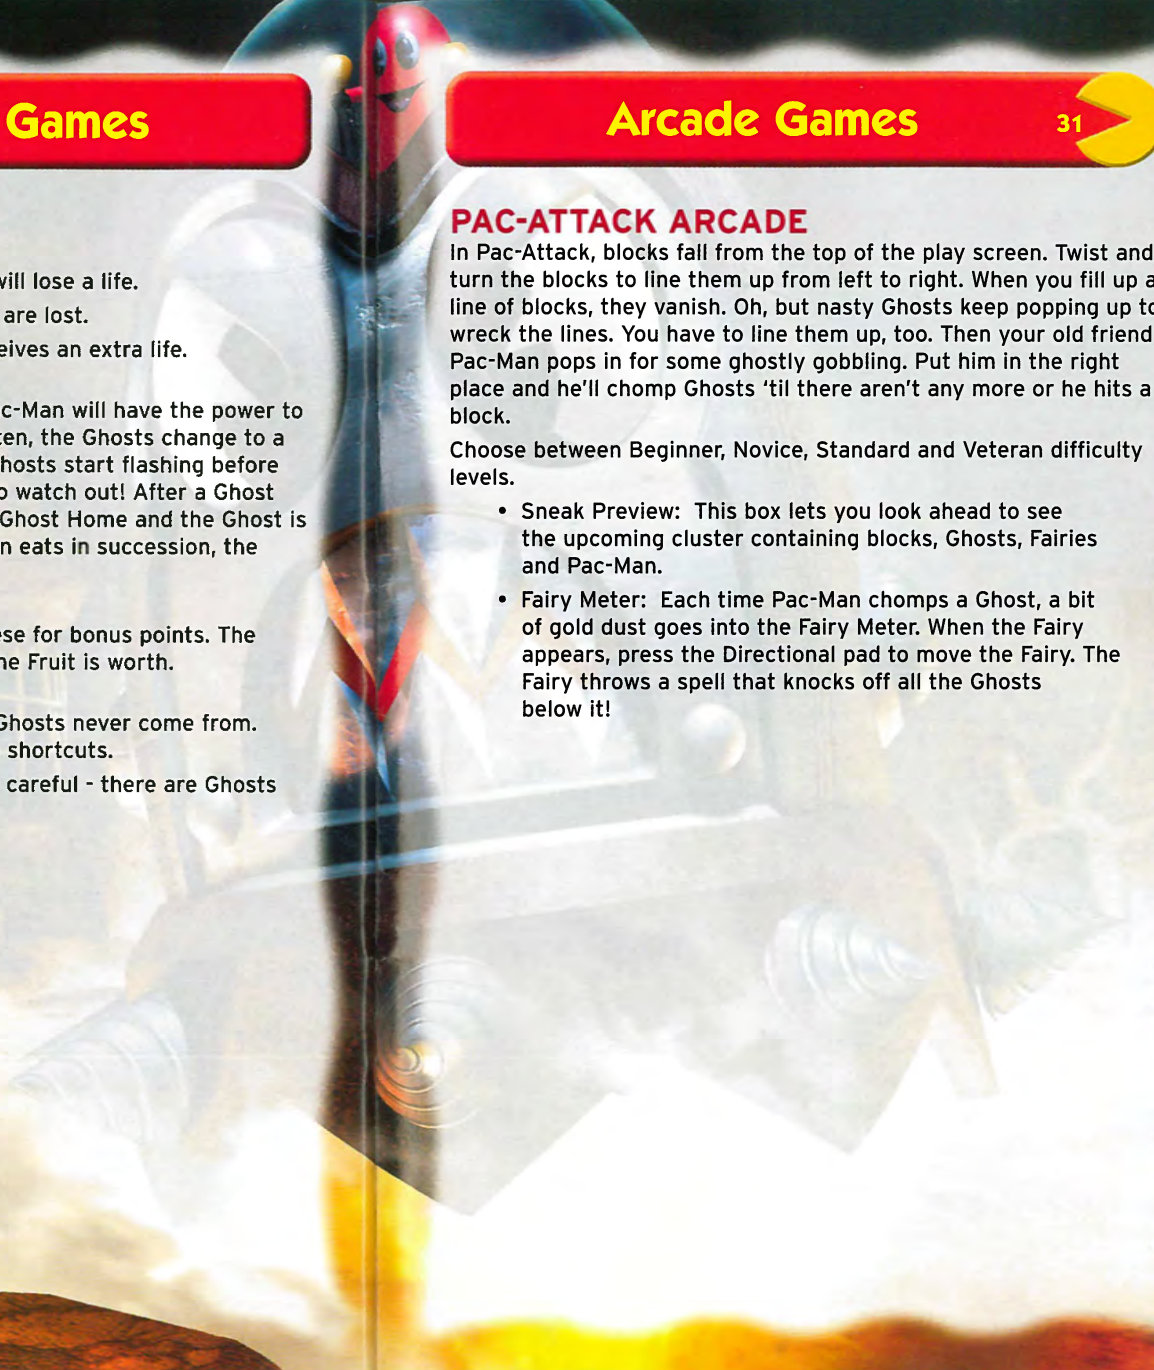 Games
will lose a life.
are lost.
eives an extra life.
c-Man will have the power to
ten, the Ghosts change to a
hosts start flashing before
o watch out! After a Ghost
Ghost Home and the Ghost is
n eats in succession, the
ese for bonus points. The
he Fruit is worth.
Ghosts never come from.
shortcuts.
careful - there are Ghosts
Arcade Games 31
PAC-ATTACK ARCADE
In Pac-Attack, blocks fall from the top of the play screen. Twist and
turn the blocks to line them up from left to right. When you fill up a
line of blocks, they vanish. Oh, but nasty Ghosts keep popping up to
wreck the lines. You have to line them up, too. Then your old friend
Pac-Man pops in for some ghostly gobbling. Put him in the right
place and he'll chomp Ghosts 'til there aren't any more or he hits a
block.
Choose between Beginner, Novice, Standard and Veteran difficulty
levels.
• Sneak Preview: This box lets you look ahead to see
the upcoming cluster containing blocks, Ghosts, Fairies
and Pac-Man.
• Fairy Meter: Each time Pac-Man chomps a Ghost, a bit
of gold dust goes into the Fairy Meter. When the Fairy
appears, press the Directional pad to move the Fairy. The
Fairy throws a spell that knocks off all the Ghosts
below it!